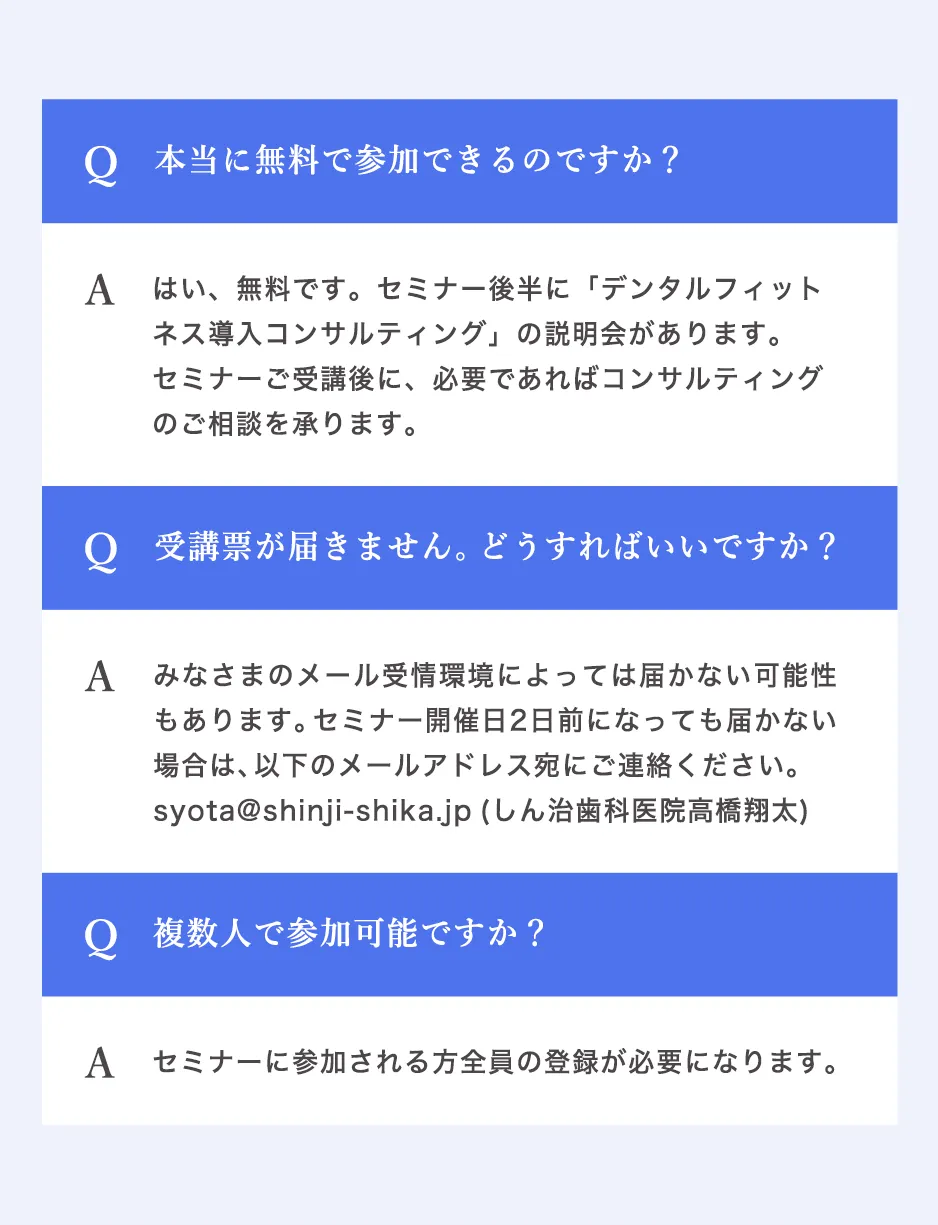 Q 本当に無料で参加できるのですか？
A はい、無料です。セミナー後半に「デンタルフィット
ネス導入コンサルティング」の説明会があります。
セミナーご受講後に、必要であればコンサルティング
のご相談を承ります。
Q 受講票が届きません。どうすればいいですか？
A みなさまのメール受情環境によっては届かない可能性
もあります。セミナー開催日2日前になっても届かない
場合は、以下のメールアドレス宛にご連絡ください。
syota@shinji-shika.jp (しん治歯科医院高橋翔太)
Q 複数人で参加可能ですか？
A セミナーに参加される方全員の登録が必要になります。